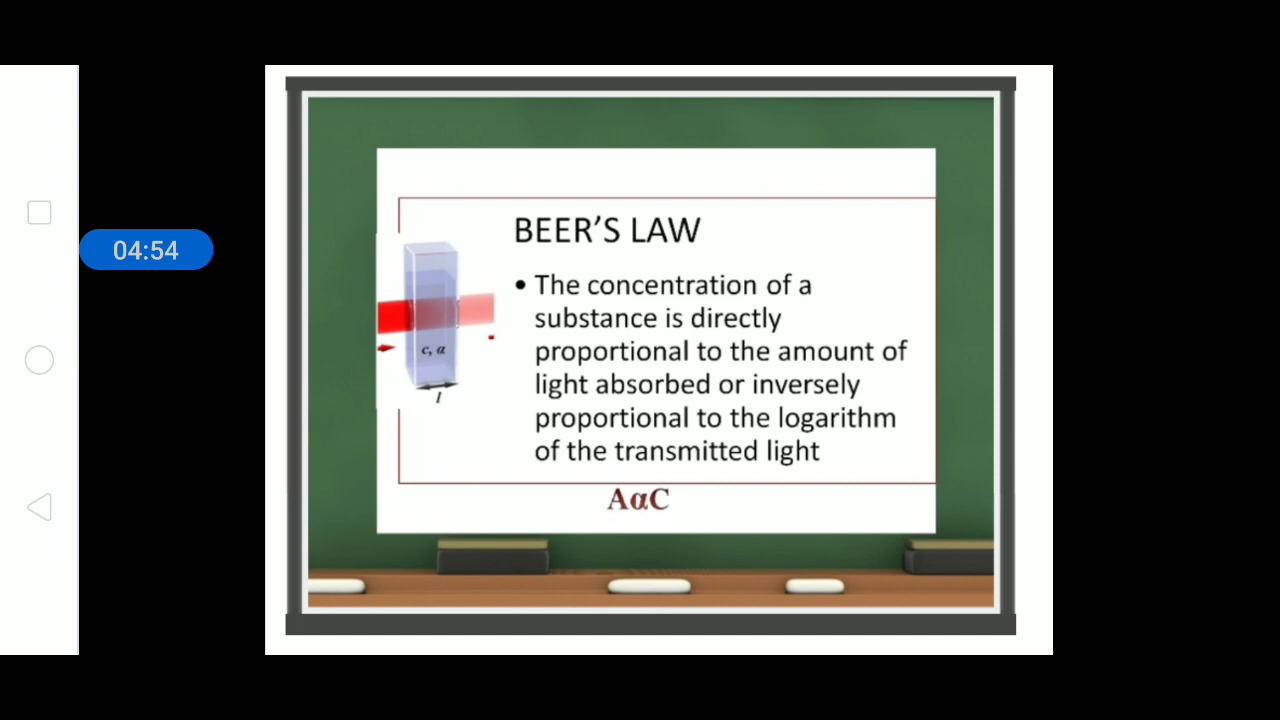 04:54
BEER’S LAW
• The concentration of a
substance is directly
proportional to the amount of
light absorbed or inversely
proportional to the logarithm
of the transmitted light
c, α
l
AαC